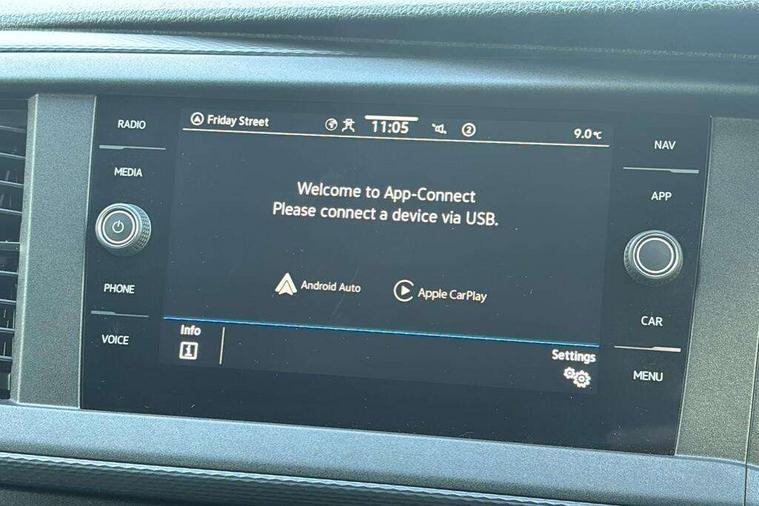 RADIO
MEDIA
PHONE
VOICE
Friday Street
11:05
2
9.0°C
Welcome to App-Connect
Please connect a device via USB.
Android Auto
Apple CarPlay
Info
Settings
NAV
APP
CAR
MENU